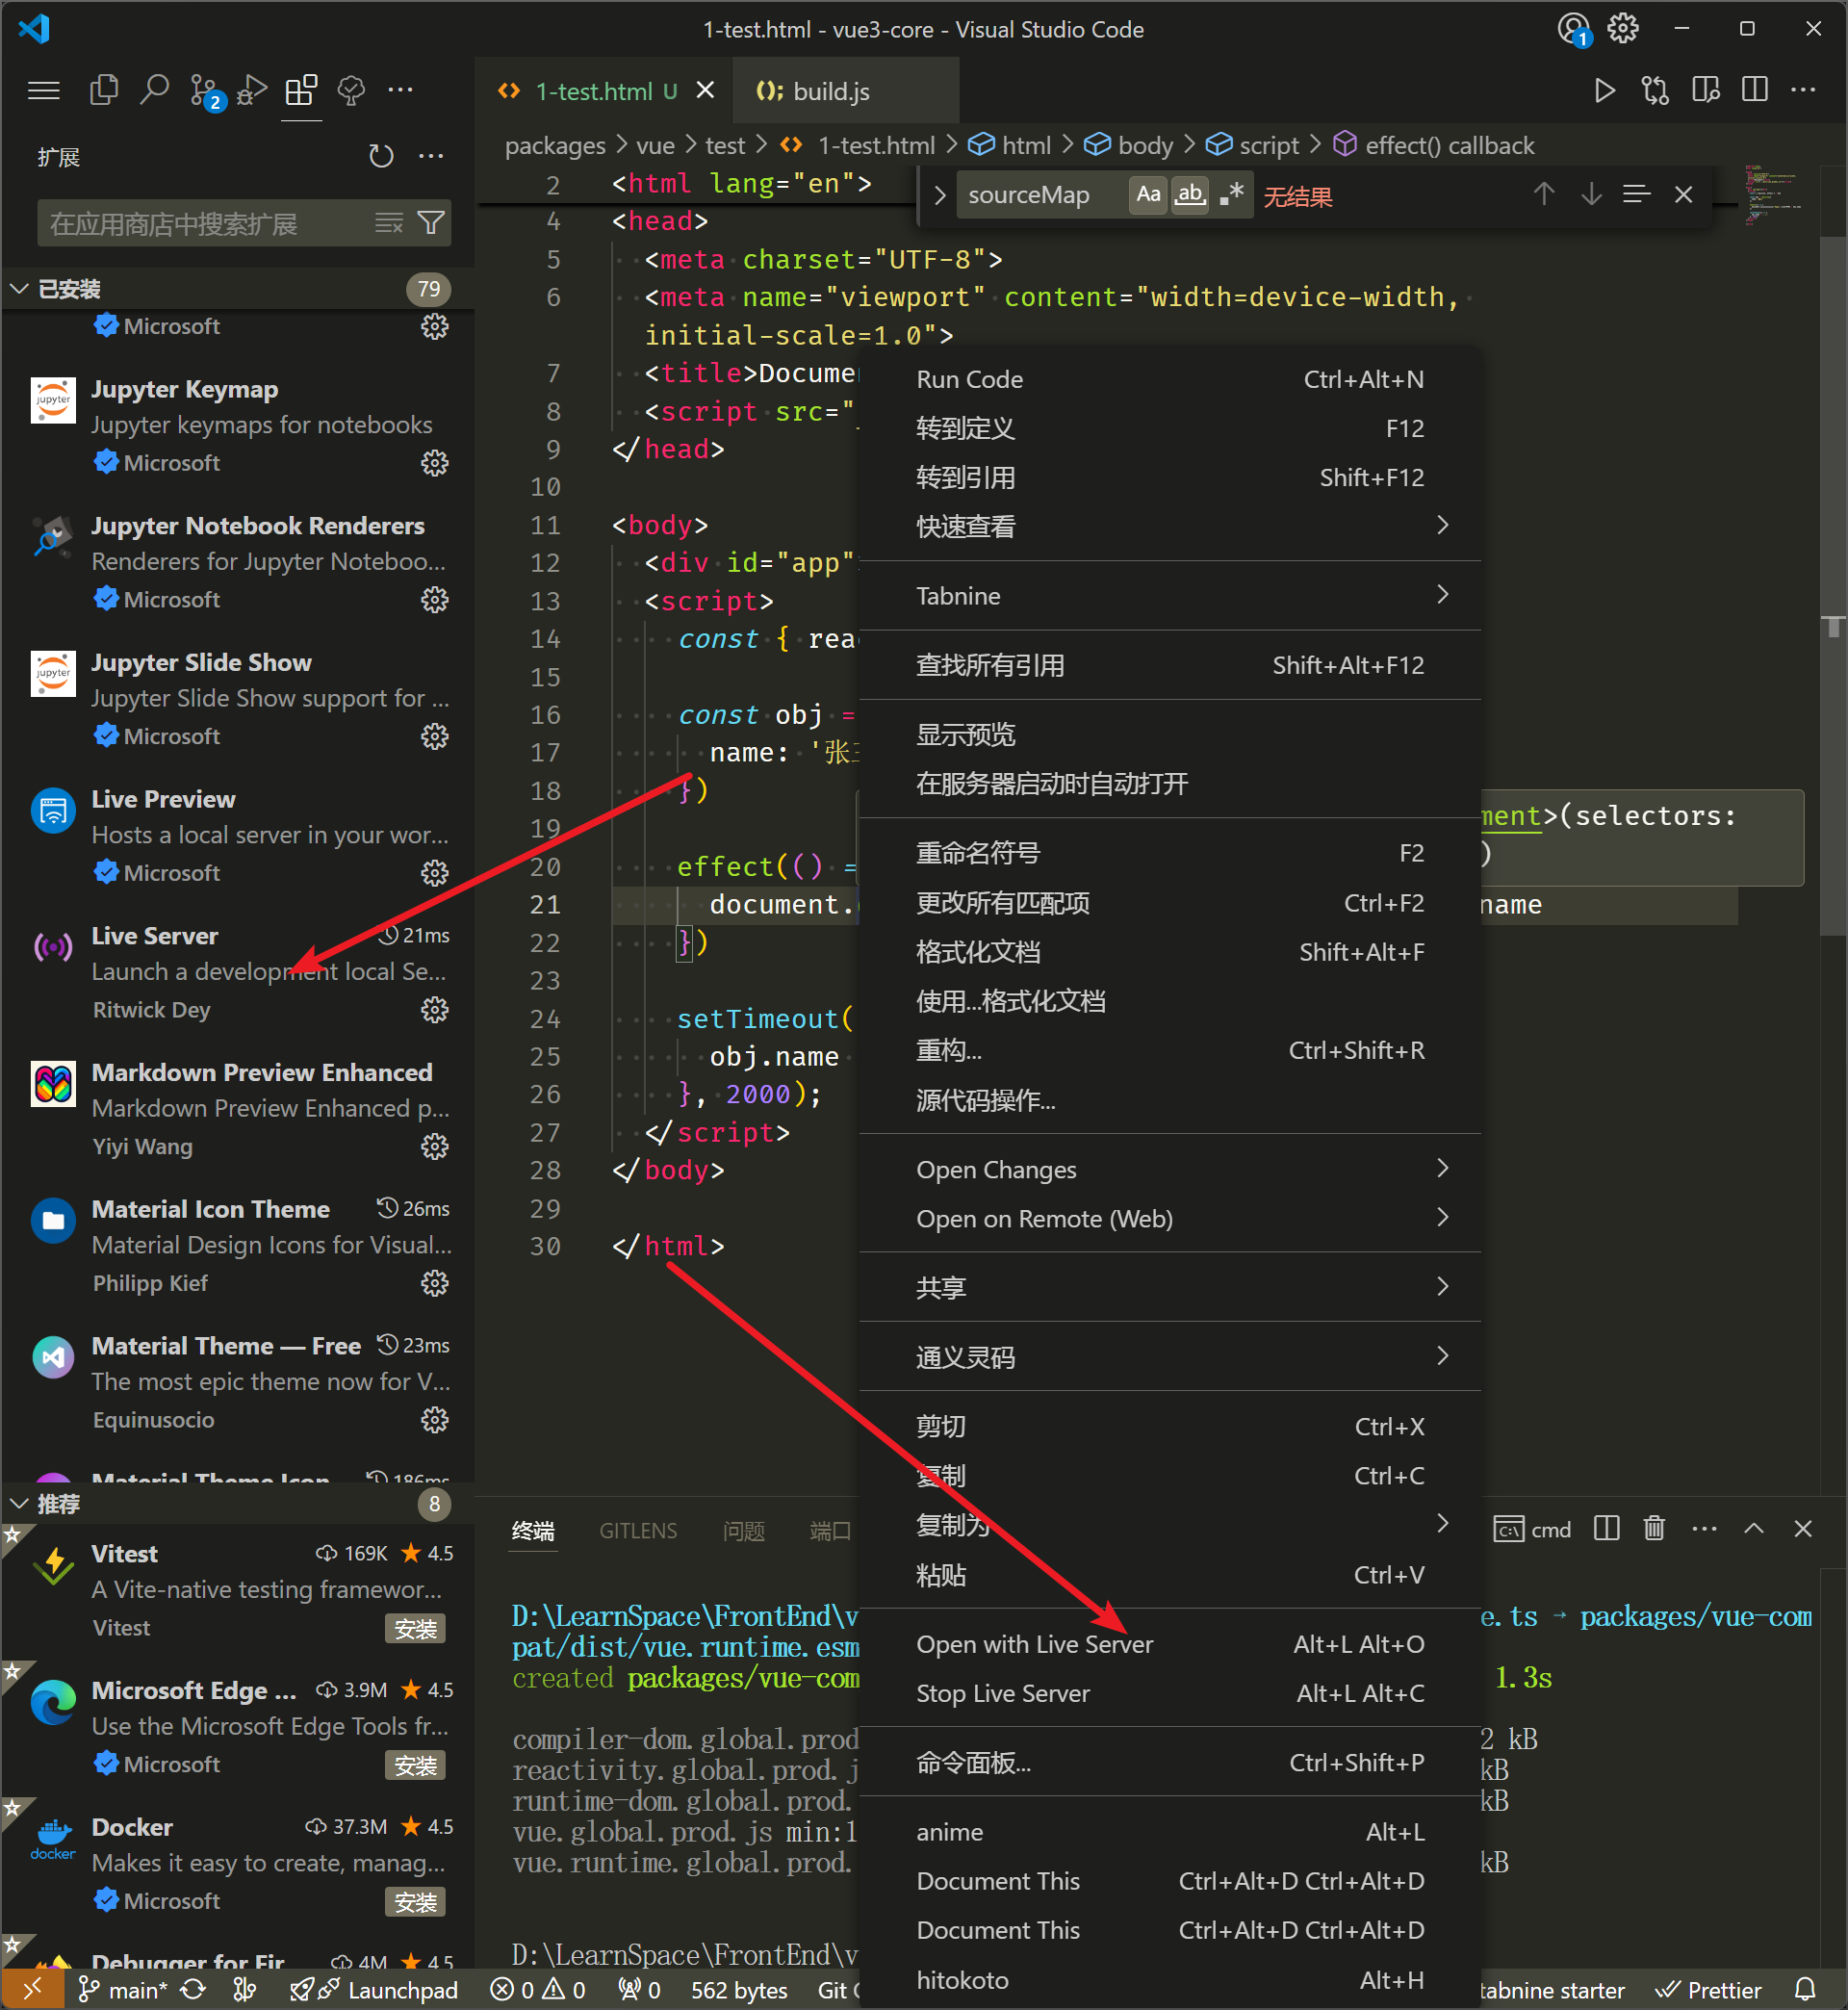 1-test.html - vue3-core - Visual Studio Code
1
2
1-test.html U
build.js
扩展
packages > vue > test > 1-test.html > html > body > script > effect() callback
在应用商店中搜索扩展
sourceMap
Aa
ab
.*
无结果
已安装
79
Microsoft
Jupyter Keymap
Jupyter keymaps for notebooks
Microsoft
Jupyter Notebook Renderers
Renderers for Jupyter Noteboo...
Microsoft
Jupyter Slide Show
Jupyter Slide Show support for ...
Microsoft
Live Preview
Hosts a local server in your wor...
Microsoft
Live Server 21ms
Launch a development local Se...
Ritwick Dey
Markdown Preview Enhanced
Markdown Preview Enhanced p...
Yiyi Wang
Material Icon Theme 26ms
Material Design Icons for Visual...
Philipp Kief
Material Theme — Free 23ms
The most epic theme now for V...
Equinusocio
Material Theme Icon 186ms
推荐
8
Vitest 169K 4.5
A Vite-native testing framewor...
Vitest 安装
Microsoft Edge ... 3.9M 4.5
Use the Microsoft Edge Tools fr...
Microsoft 安装
docker
Docker 37.3M 4.5
Makes it easy to create, manag...
Microsoft 安装
Debugger for Fir 4M 4.5
2 <html lang="en">
4 <head>
5 <meta charset="UTF-8">
6 <meta name="viewport" content="width=device-width,
initial-scale=1.0">
7 <title>Documen
8 <script src="
9 </head>
10
11 <body>
12 <div id="app"
13 <script>
14 const { reac
15
16 const obj =
17 name: '张三
18 })
19
20 effect(() =
21 document. name
22 })
23
24 setTimeout(
25 obj.name
26 }, 2000);
27 </script>
28 </body>
29
30 </html>
ment>(selectors:
)
Run Code Ctrl+Alt+N
转到定义 F12
转到引用 Shift+F12
快速查看
Tabnine
查找所有引用 Shift+Alt+F12
显示预览
在服务器启动时自动打开
重命名符号 F2
更改所有匹配项 Ctrl+F2
格式化文档 Shift+Alt+F
使用...格式化文档
重构... Ctrl+Shift+R
源代码操作...
Open Changes
Open on Remote (Web)
共享
通义灵码
剪切 Ctrl+X
复制 Ctrl+C
复制为
粘贴 Ctrl+V
Open with Live Server Alt+L Alt+O
Stop Live Server Alt+L Alt+C
命令面板... Ctrl+Shift+P
anime Alt+L
Document This Ctrl+Alt+D Ctrl+Alt+D
Document This Ctrl+Alt+D Ctrl+Alt+D
hitokoto Alt+H
终端 GITLENS 问题 端口
cmd
D:\LearnSpace\FrontEnd\v e.ts → packages/vue-com
pat/dist/vue.runtime.esm
created packages/vue-com 1.3s
compiler-dom.global.prod 2 kB
reactivity.global.prod.j kB
runtime-dom.global.prod. kB
vue.global.prod.js min:1
vue.runtime.global.prod. kB
D:\LearnSpace\FrontEnd\v
main* Launchpad 0 0 0 562 bytes Git tabnine starter Prettier